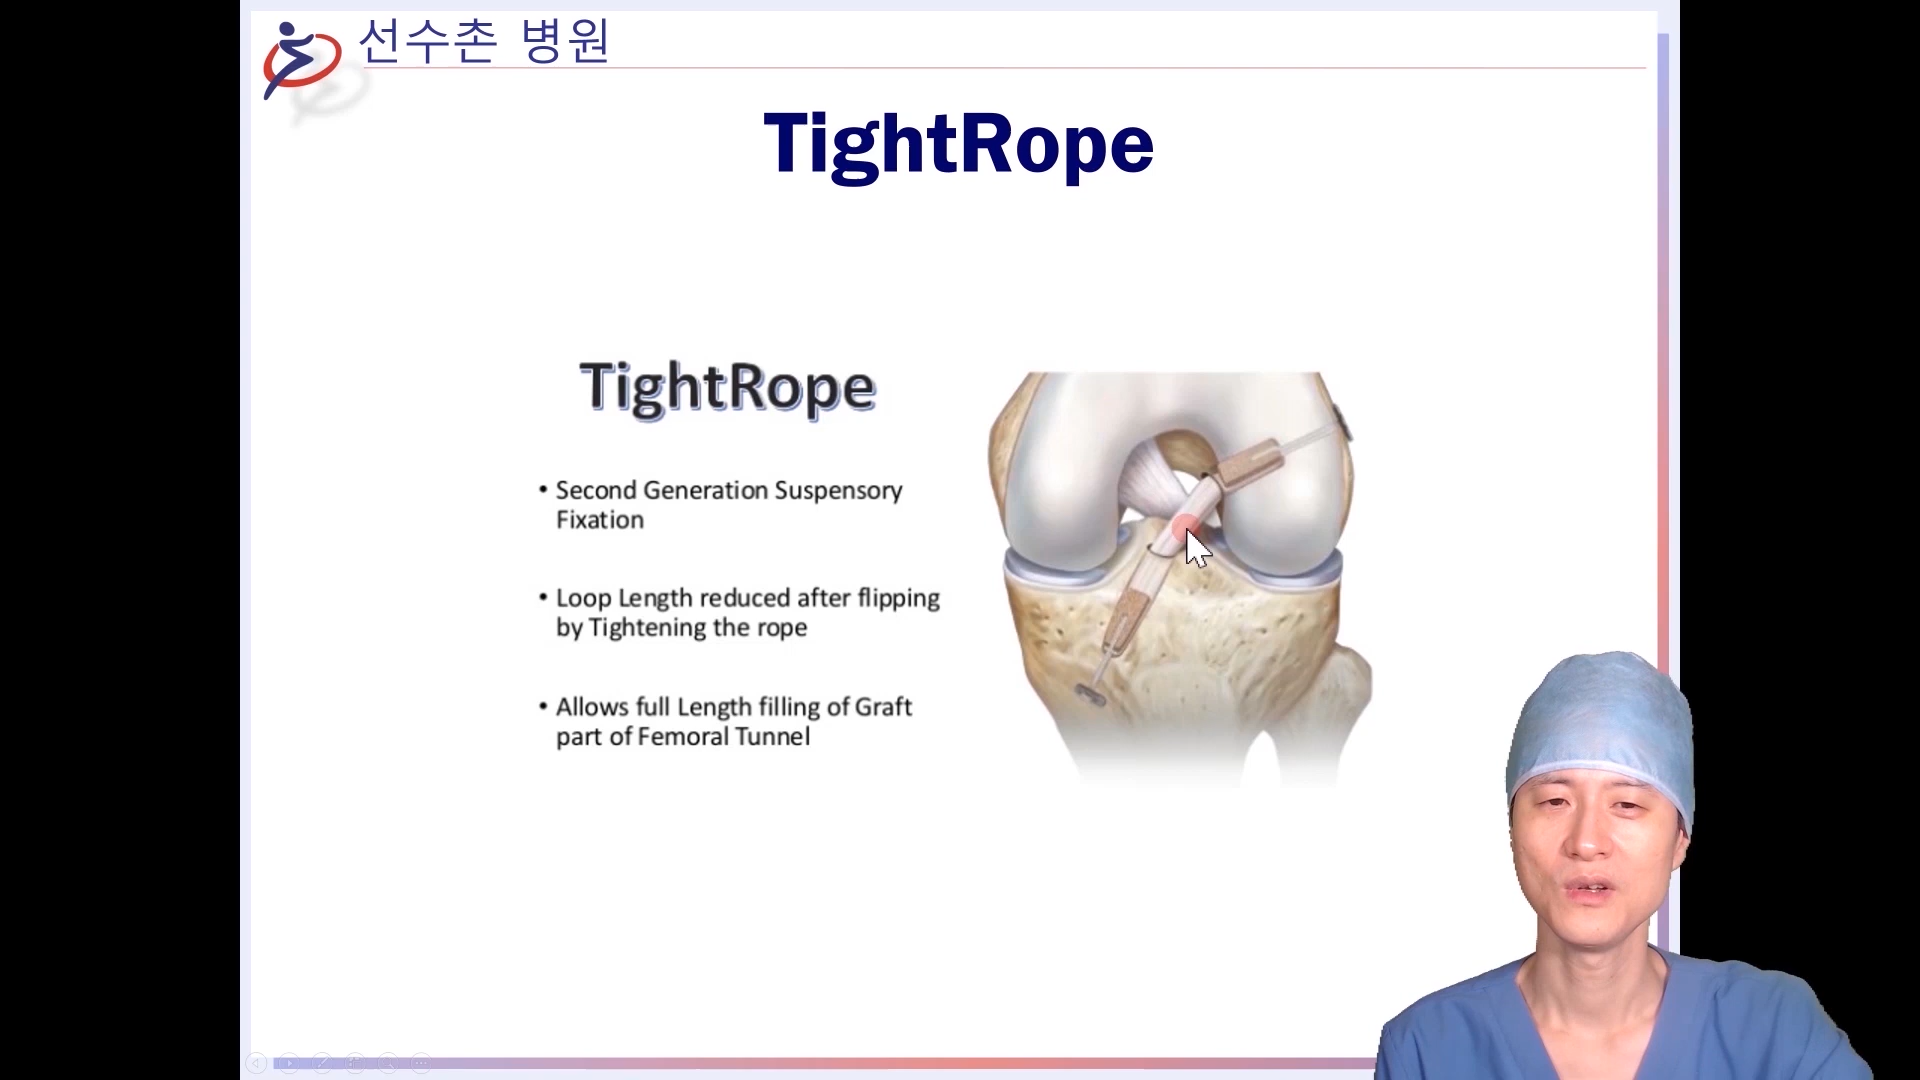 선수촌 병원
TightRope
TightRope
• Second Generation Suspensory
Fixation
• Loop Length reduced after flipping
by Tightening the rope
• Allows full Length filling of Graft
part of Femoral Tunnel